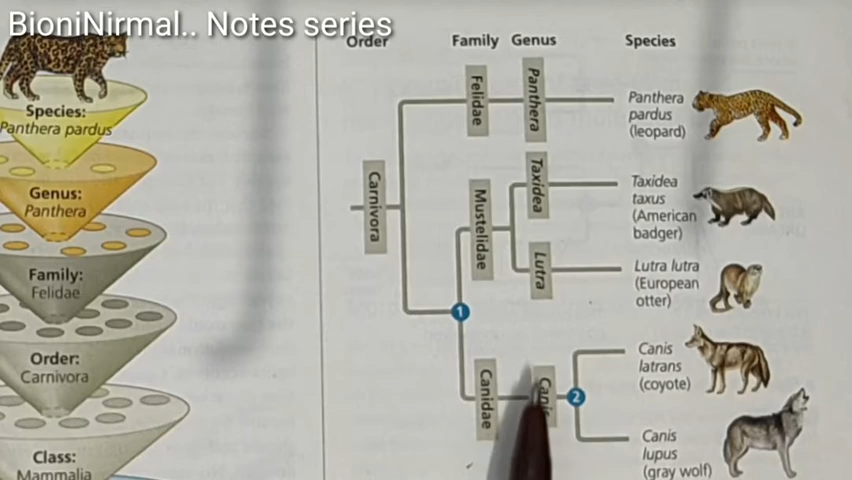 BioniNirmal.. Notes series
Species:
Panthera pardus
Genus:
Panthera
Family:
Felidae
Order:
Carnivora
Class:
Mammalia
Order Family Genus Species
Carnivora
Felidae
Panthera
Panthera
pardus
(leopard)
Mustelidae
Taxidea
Taxidea
taxus
(American
badger)
Lutra
Lutra lutra
(European
otter)
1
Canidae
Canis
2
Canis
latrans
(coyote)
Canis
lupus
(gray wolf)